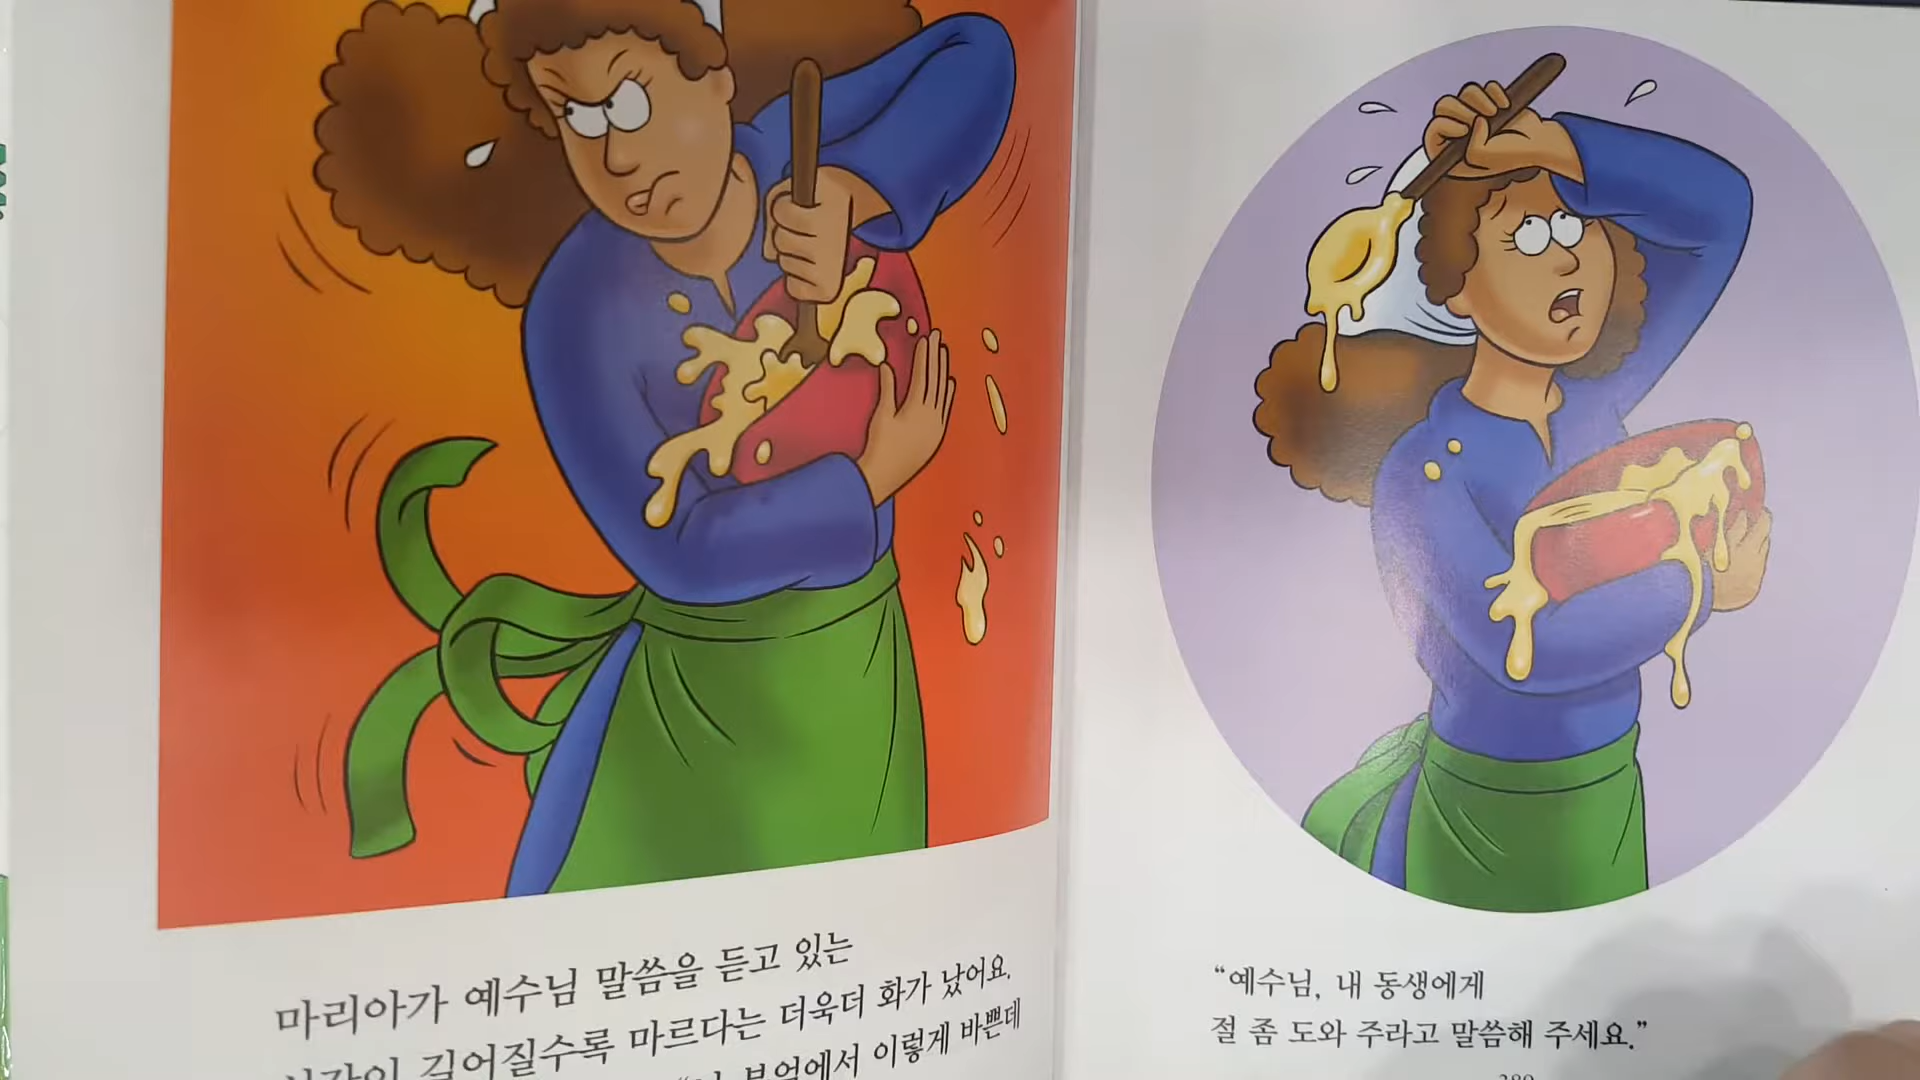 마리아가 예수님 말씀을 듣고 있는
시간이 길어질수록 마르다는 더욱더 화가 났어요.
부엌에서 이렇게 바쁜데
“예수님, 내 동생에게
절 좀 도와 주라고 말씀해 주세요.”